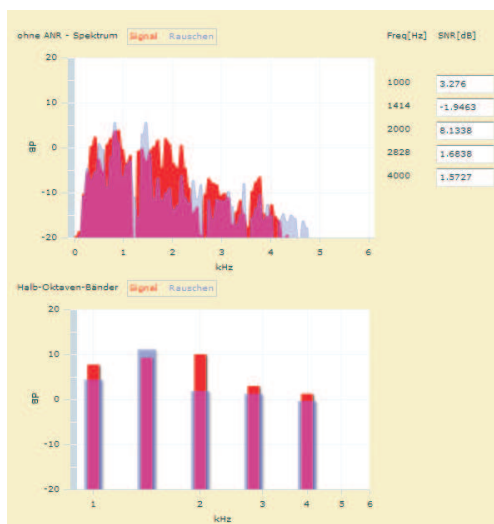 ohne ANR - Spektrum Signal Rauschen
Freq[Hz] SNR[dB]
20
10
0
-10
-20
dB
0 1 2 3 4 5 6
kHz
1000 3.276
1414 -1.9463
2000 8.1338
2828 1.6838
4000 1.5727
Halb-Oktaven-Bänder Signal Rauschen
20
10
0
-10
-20
dB
1 2 3 4 5 6
kHz